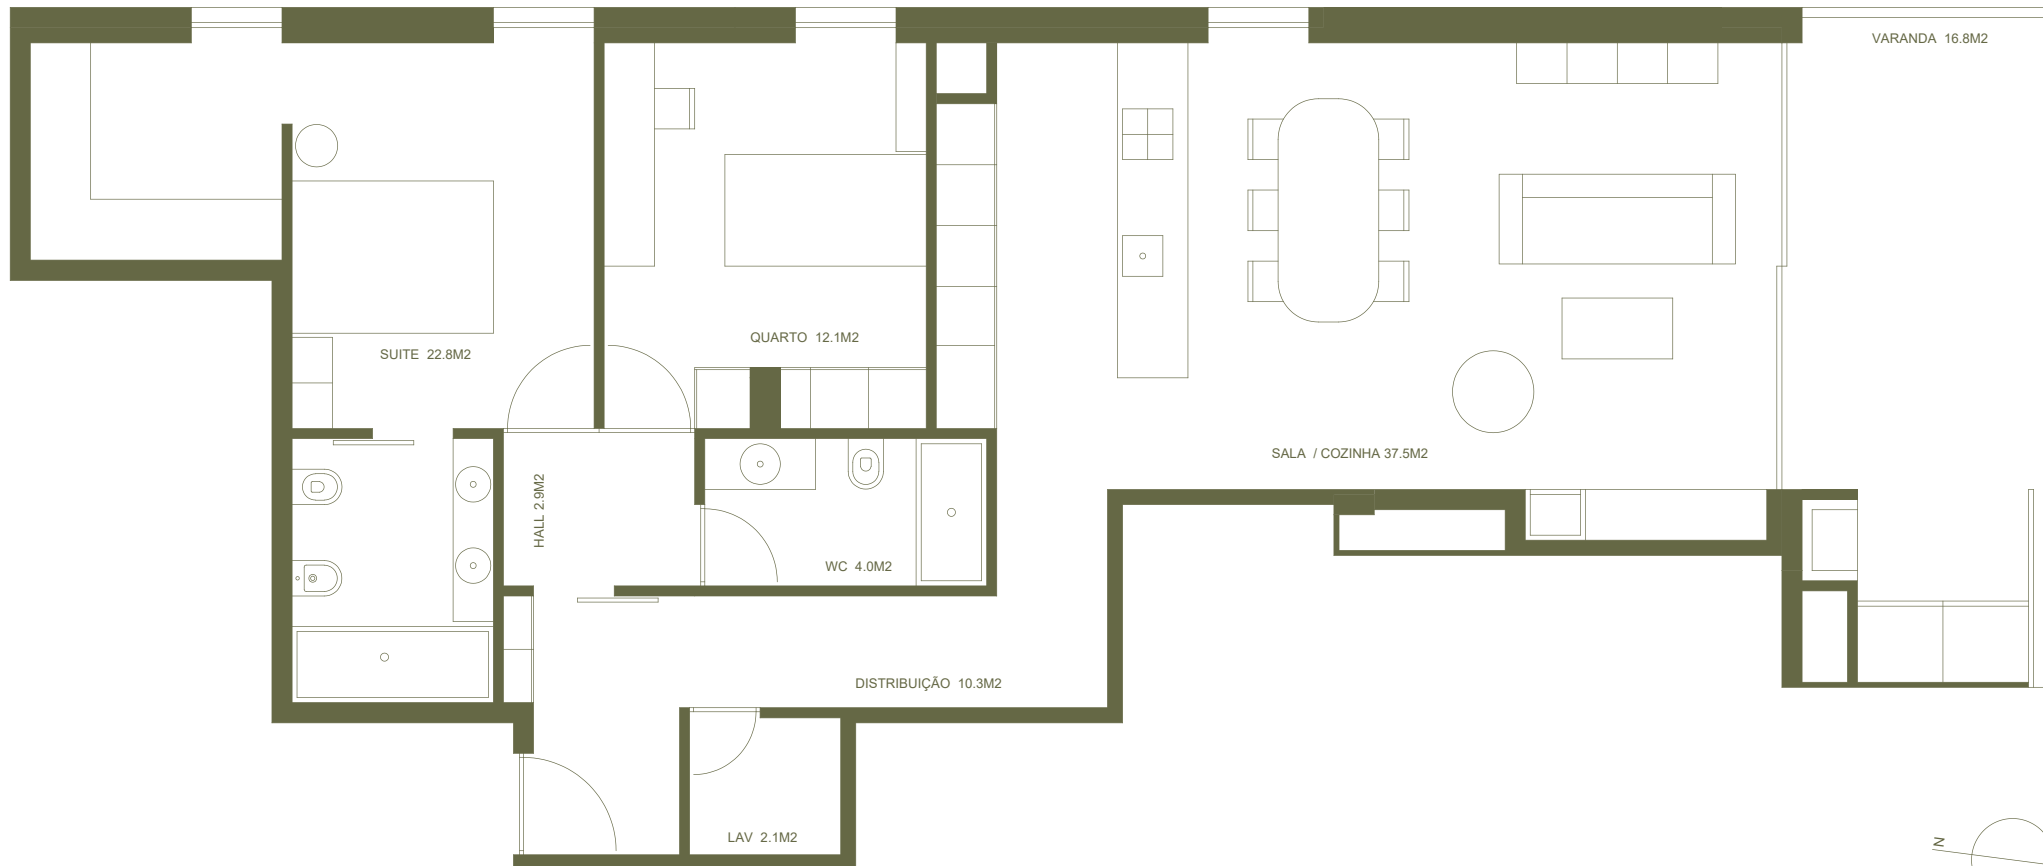 VARANDA 16.8M2
QUARTO 12.1M2
SUITE 22.8M2
SALA / COZINHA 37.5M2
HALL 2.9M2
WC 4.0M2
DISTRIBUIÇÃO 10.3M2
LAV 2.1M2
N